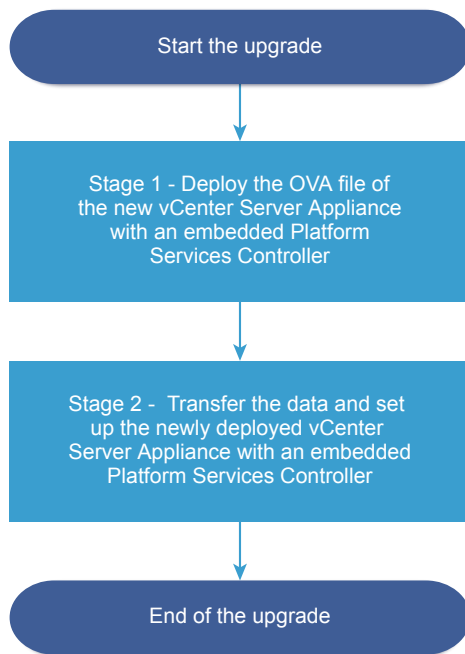 Start the upgrade
Stage 1 - Deploy the OVA file of
the new vCenter Server Appliance
with an embedded Platform
Services Controller
Stage 2 -  Transfer the data and set
up the newly deployed vCenter
Server Appliance with an embedded
Platform Services Controller
End of the upgrade